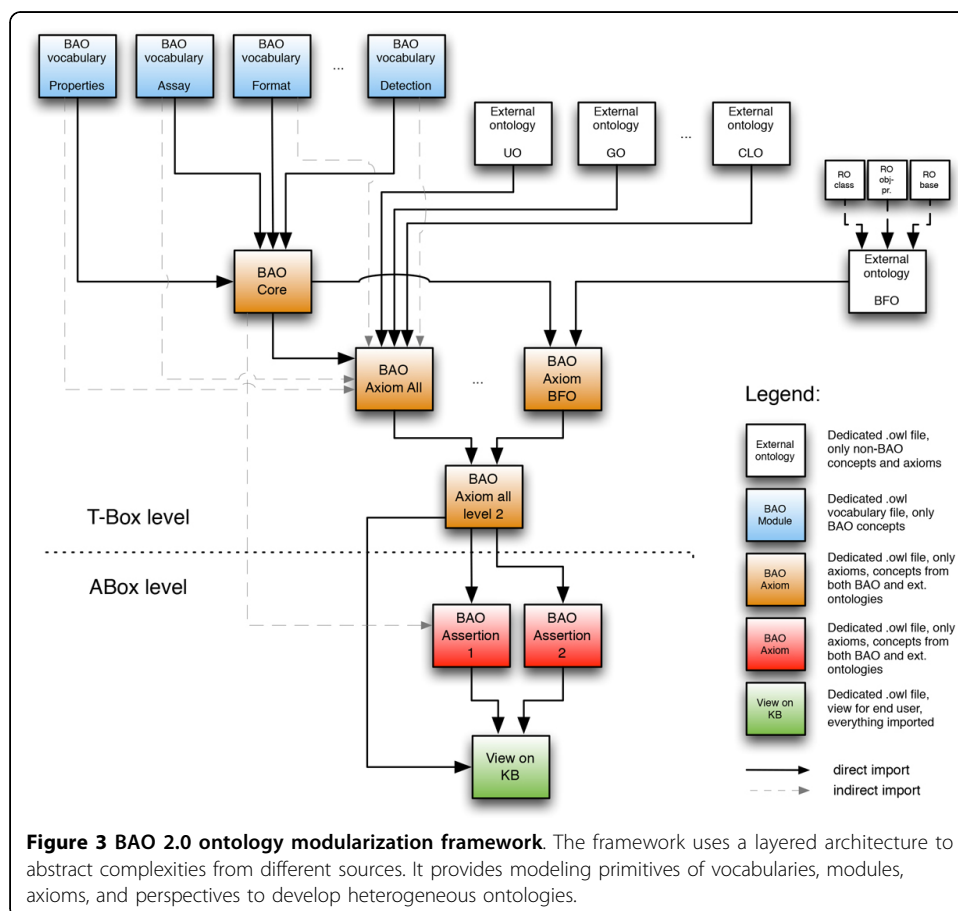 BAO
vocabulary
Properties
BAO
vocabulary
Assay
BAO
vocabulary
Format
...
BAO
vocabulary
Detection
External
ontology
UO
External
ontology
GO
...
External
ontology
CLO
RO
class
RO
obj-
pr.
RO
base
BAO
Core
External
ontology
BFO
BAO
Axiom All
...
BAO
Axiom
BFO
BAO
Axiom all
level 2
T-Box level
ABox level
BAO
Assertion
1
BAO
Assertion
2
View on
KB
Legend:
External
ontology
Dedicated .owl file,
only non-BAO
concepts and axioms
BAO
Module
Dedicated .owl
vocabulary file, only
BAO concepts
BAO
Axiom
Dedicated .owl file, only
axioms, concepts from
both BAO and ext.
ontologies
BAO
Axiom
Dedicated .owl file, only
axioms, concepts from
both BAO and ext.
ontologies
View on
KB
Dedicated .owl file,
view for end user,
everything imported
direct import
indirect import
Figure 3 BAO 2.0 ontology modularization framework. The framework uses a layered architecture to
abstract complexities from different sources. It provides modeling primitives of vocabularies, modules,
axioms, and perspectives to develop heterogeneous ontologies.